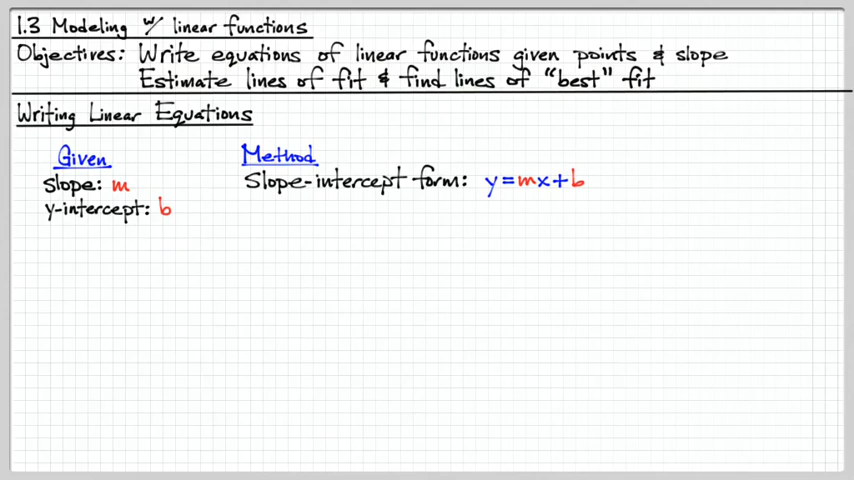 1.3 Modeling w/ linear functions
Objectives: Write equations of linear functions given points & slope
Estimate lines of fit & find lines of "best" fit
Writing Linear Equations
Given Method
slope: m Slope-intercept form: y=mx+b
y-intercept: b